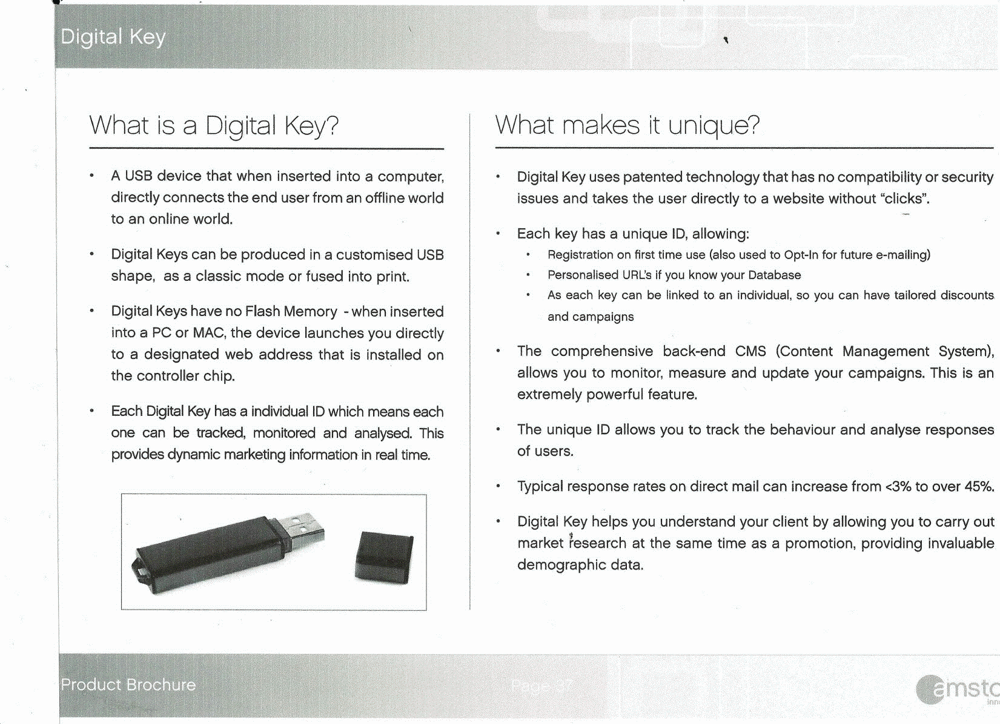 Digital Key
What is a Digital Key?
• A USB device that when inserted into a computer,
directly connects the end user from an offline world
to an online world.
• Digital Keys can be produced in a customised USB
shape, as a classic mode or fused into print.
• Digital Keys have no Flash Memory - when inserted
into a PC or MAC, the device launches you directly
to a designated web address that is installed on
the controller chip.
• Each Digital Key has a individual ID which means each
one can be tracked, monitored and analysed. This
provides dynamic marketing information in real time.
What makes it unique?
• Digital Key uses patented technology that has no compatibility or security
issues and takes the user directly to a website without “clicks”.
• Each key has a unique ID, allowing:
• Registration on first time use (also used to Opt-In for future e-mailing)
• Personalised URL's if you know your Database
• As each key can be linked to an individual, so you can have tailored discounts
and campaigns
• The comprehensive back-end CMS (Content Management System),
allows you to monitor, measure and update your campaigns. This is an
extremely powerful feature.
• The unique ID allows you to track the behaviour and analyse responses
of users.
• Typical response rates on direct mail can increase from <3% to over 45%.
• Digital Key helps you understand your client by allowing you to carry out
market research at the same time as a promotion, providing invaluable
demographic data.
Product Brochure
Page